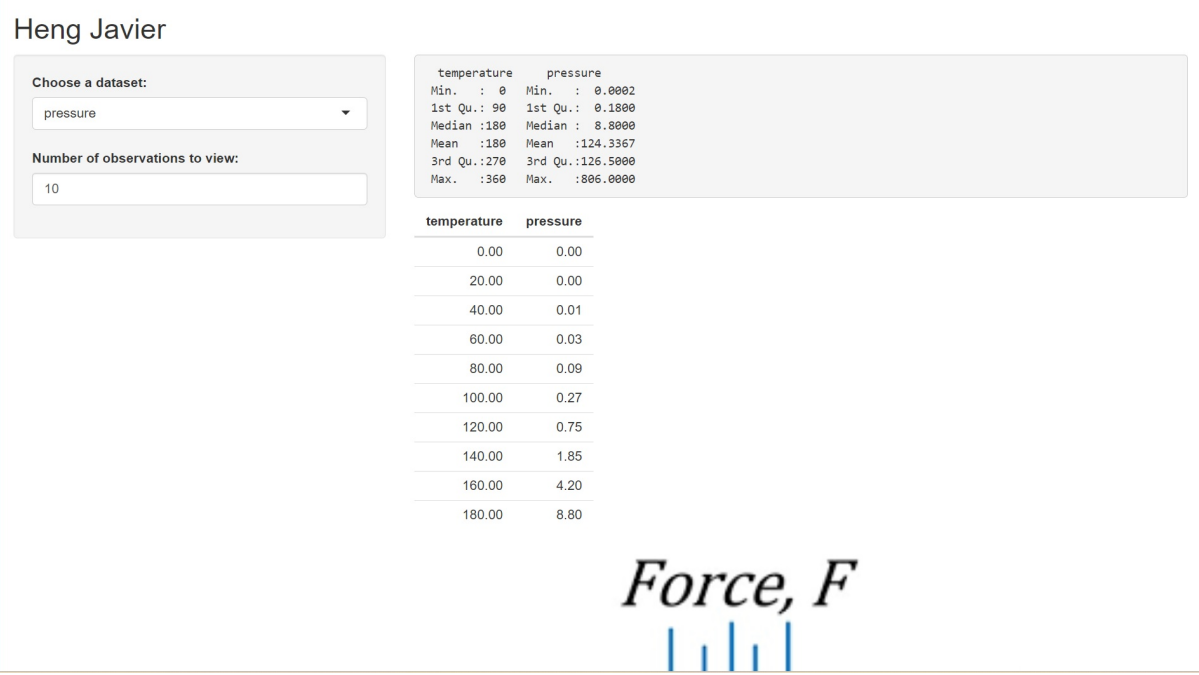 Heng Javier
Choose a dataset:
pressure
Number of observations to view:
10
temperature pressure
Min. : 0 Min. : 0.0002
1st Qu.: 90 1st Qu.: 0.1800
Median :180 Median : 8.8000
Mean :180 Mean :124.3367
3rd Qu.:270 3rd Qu.:126.5000
Max. :360 Max. :806.0000
temperature pressure
0.00 0.00
20.00 0.00
40.00 0.01
60.00 0.03
80.00 0.09
100.00 0.27
120.00 0.75
140.00 1.85
160.00 4.20
180.00 8.80
Force, F